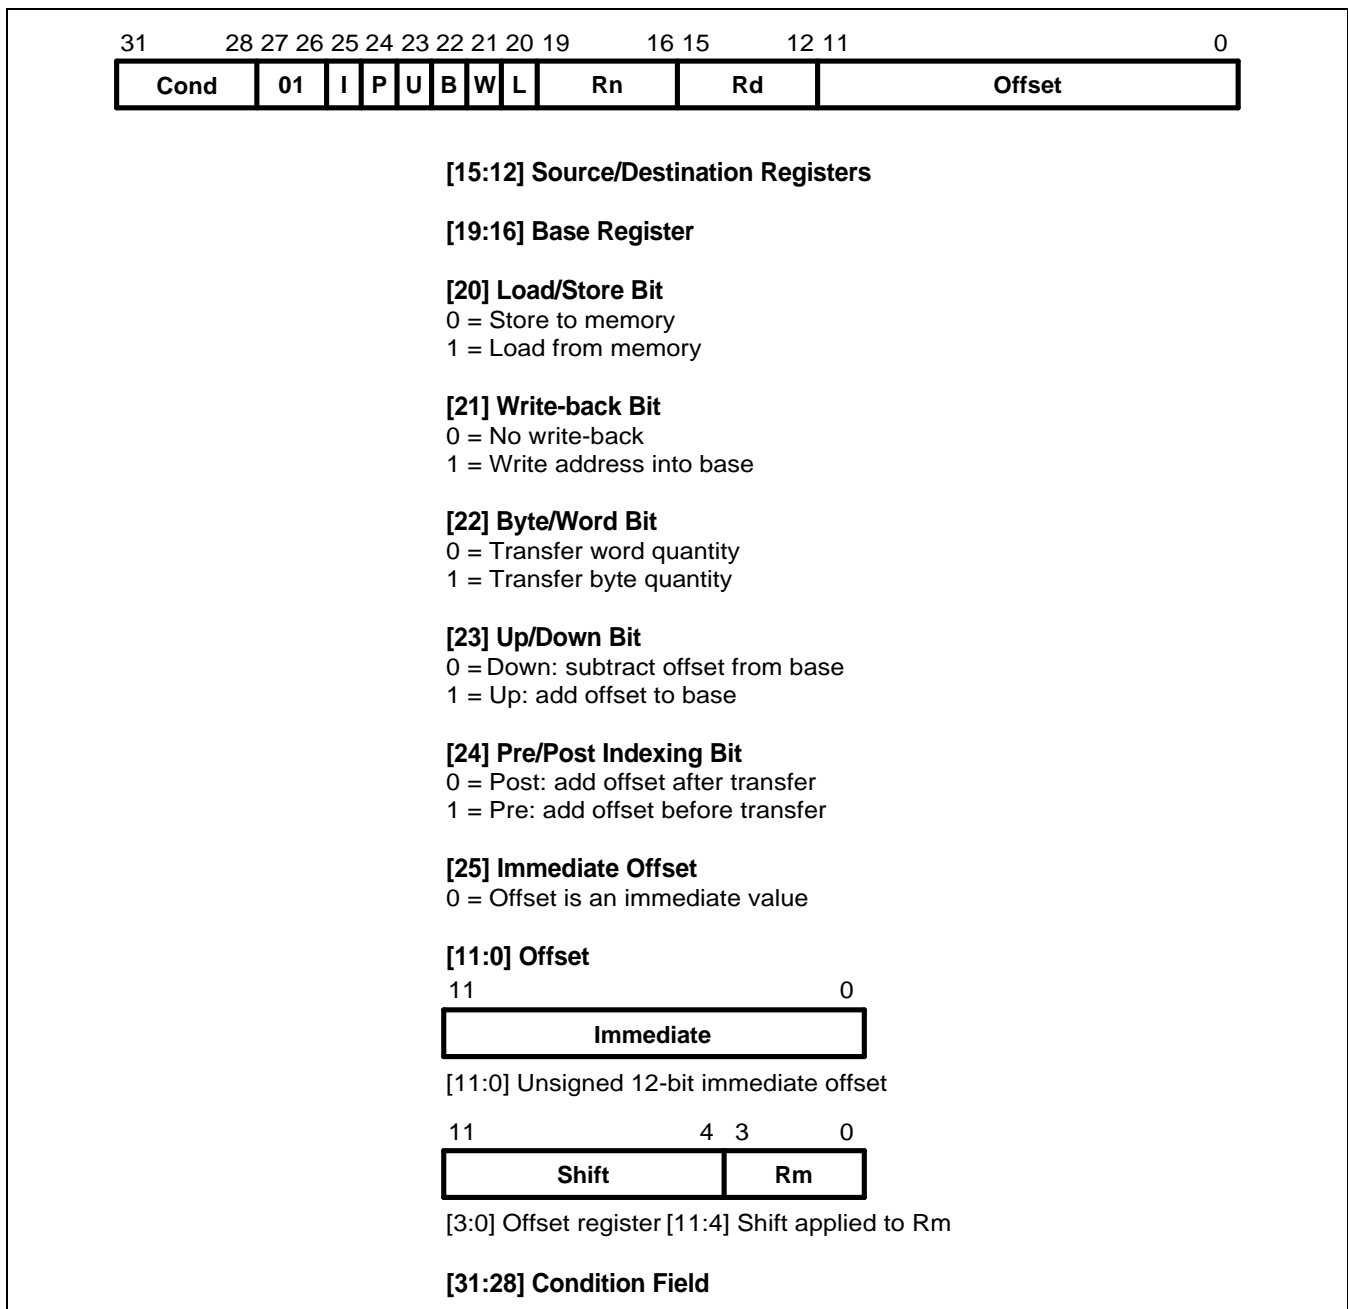 31 28 27 26 25 24 23 22 21 20 19 16 15 12 11 0
Cond 01 I P U B W L Rn Rd Offset
[15:12] Source/Destination Registers
[19:16] Base Register
[20] Load/Store Bit
0 = Store to memory
1 = Load from memory
[21] Write-back Bit
0 = No write-back
1 = Write address into base
[22] Byte/Word Bit
0 = Transfer word quantity
1 = Transfer byte quantity
[23] Up/Down Bit
0 = Down: subtract offset from base
1 = Up: add offset to base
[24] Pre/Post Indexing Bit
0 = Post: add offset after transfer
1 = Pre: add offset before transfer
[25] Immediate Offset
0 = Offset is an immediate value
[11:0] Offset
11 0
Immediate
[11:0] Unsigned 12-bit immediate offset
11 4 3 0
Shift Rm
[3:0] Offset register [11:4] Shift applied to Rm
[31:28] Condition Field